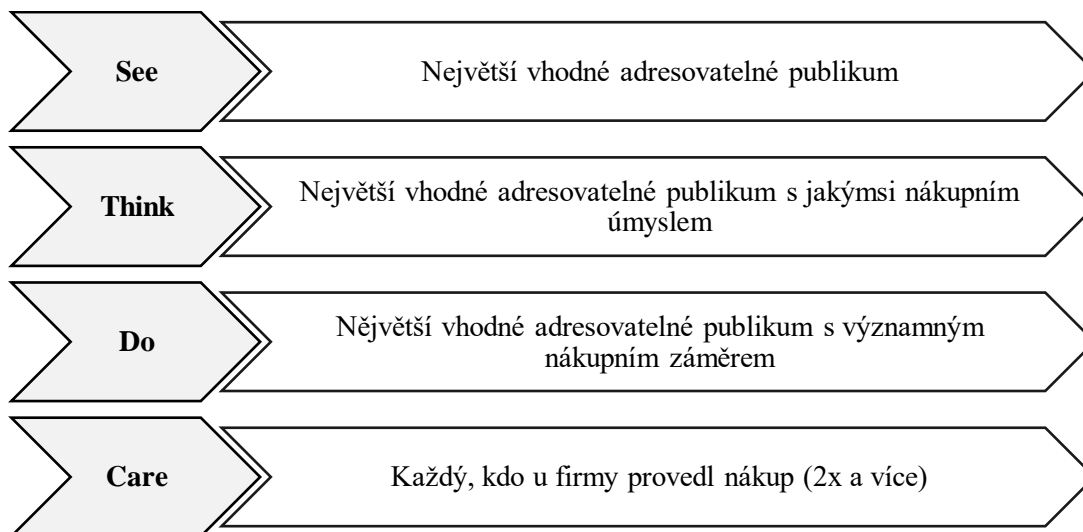 See
Největší vhodné adresovatelné publikum
Think
Největší vhodné adresovatelné publikum s jakýmsi nákupním
úmyslem
Do
Nějvětší vhodné adresovatelné publikum s významným
nákupním záměrem
Care
Každý, kdo u firmy provedl nákup (2x a více)